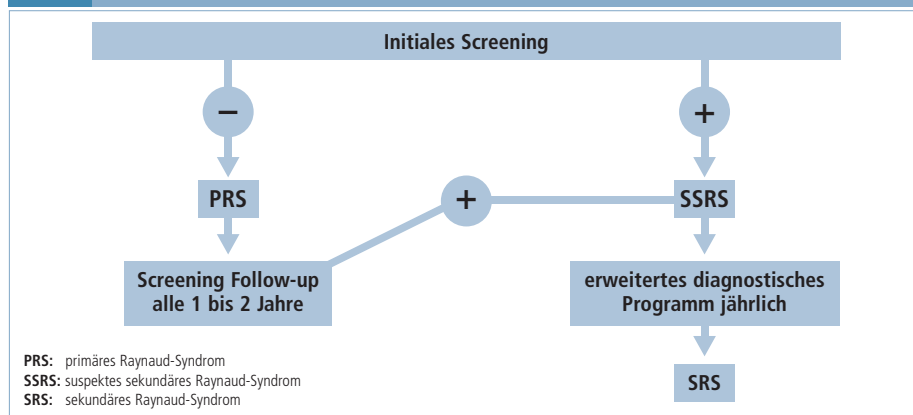 Initiales Screening
− +
PRS + SSRS
Screening Follow-up
alle 1 bis 2 Jahre
erweitertes diagnostisches
Programm jährlich
SRS
PRS: primäres Raynaud-Syndrom
SSRS: suspektes sekundäres Raynaud-Syndrom
SRS: sekundäres Raynaud-Syndrom